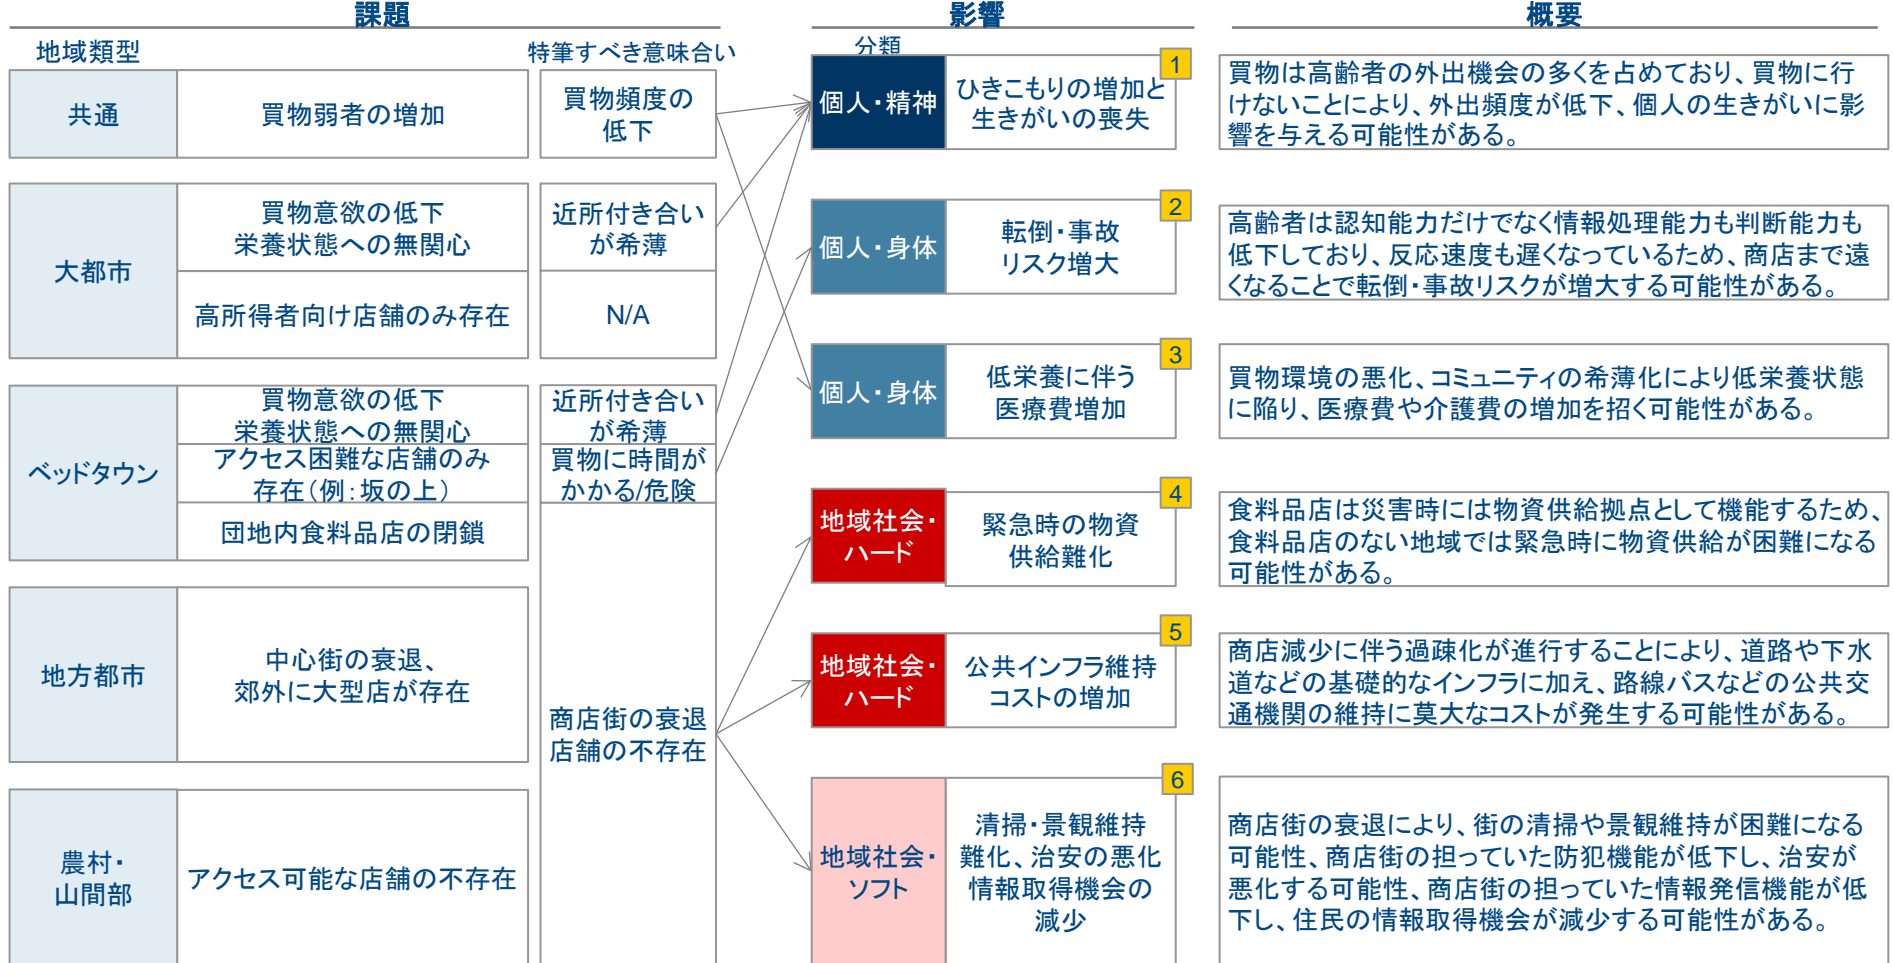 課題
影響
概要
地域類型
特筆すべき意味合い
分類
共通
買物弱者の増加
買物頻度の
低下
大都市
買物意欲の低下
栄養状態への無関心
近所付き合い
が希薄
高所得者向け店舗のみ存在
N/A
ベッドタウン
買物意欲の低下
栄養状態への無関心
近所付き合い
が希薄
アクセス困難な店舗のみ
存在（例：坂の上）
買物に時間が
かかる/危険
団地内食料品店の閉鎖
地方都市
中心街の衰退、
郊外に大型店が存在
商店街の衰退
店舗の不存在
農村・
山間部
アクセス可能な店舗の不存在
個人・精神
ひきこもりの増加と
生きがいの喪失
1
買物は高齢者の外出機会の多くを占めており、買物に行
けないことにより、外出頻度が低下、個人の生きがいに影
響を与える可能性がある。
個人・身体
転倒・事故
リスク増大
2
高齢者は認知能力だけでなく情報処理能力も判断能力も
低下しており、反応速度も遅くなっているため、商店まで遠
くなることで転倒・事故リスクが増大する可能性がある。
個人・身体
低栄養に伴う
医療費増加
3
買物環境の悪化、コミュニティの希薄化により低栄養状態
に陥り、医療費や介護費の増加を招く可能性がある。
地域社会・
ハード
緊急時の物資
供給難化
4
食料品店は災害時には物資供給拠点として機能するため、
食料品店のない地域では緊急時に物資供給が困難になる
可能性がある。
地域社会・
ハード
公共インフラ維持
コストの増加
5
商店減少に伴う過疎化が進行することにより、道路や下水
道などの基礎的なインフラに加え、路線バスなどの公共交
通機関の維持に莫大なコストが発生する可能性がある。
地域社会・
ソフト
清掃・景観維持
難化、治安の悪化
情報取得機会の
減少
6
商店街の衰退により、街の清掃や景観維持が困難になる
可能性、商店街の担っていた防犯機能が低下し、治安が
悪化する可能性、商店街の担っていた情報発信機能が低
下し、住民の情報取得機会が減少する可能性がある。